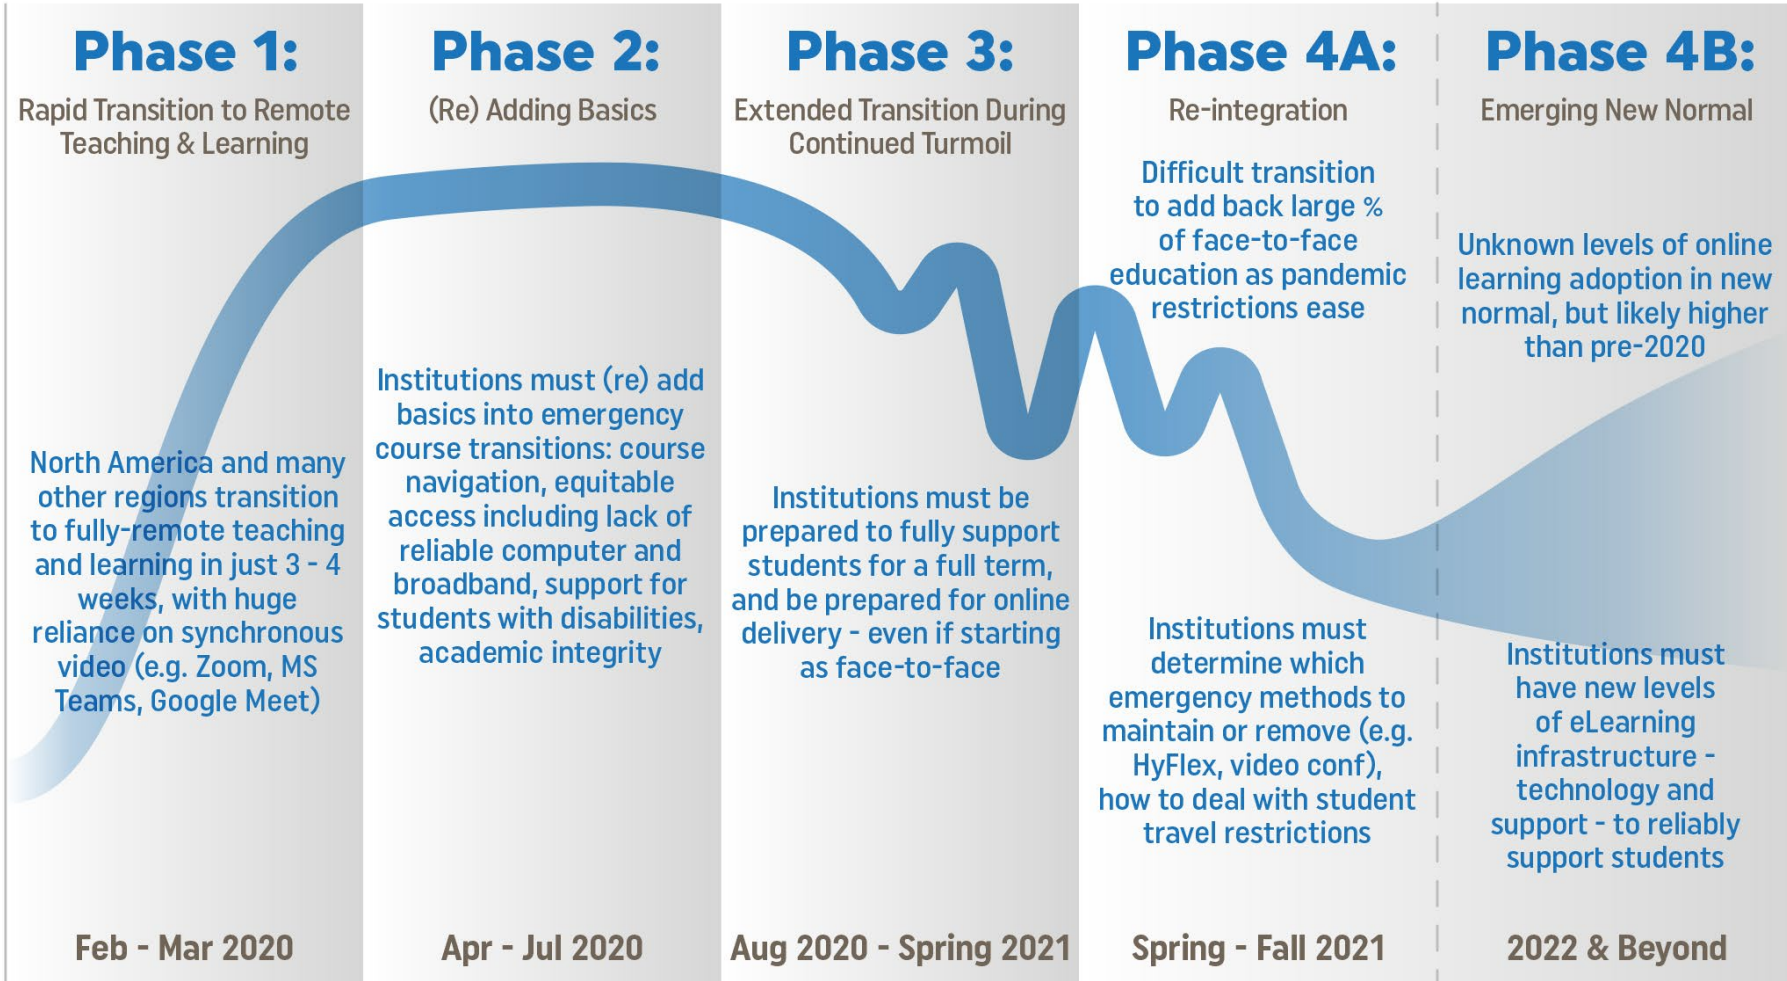 Phase 1:
Rapid Transition to Remote
Teaching & Learning
North America and many
other regions transition
to fully-remote teaching
and learning in just 3 - 4
weeks, with huge
reliance on synchronous
video (e.g. Zoom, MS
Teams, Google Meet)
Feb - Mar 2020
Phase 2:
(Re) Adding Basics
Institutions must (re) add
basics into emergency
course transitions: course
navigation, equitable
access including lack of
reliable computer and
broadband, support for
students with disabilities,
academic integrity
Apr - Jul 2020
Phase 3:
Extended Transition During
Continued Turmoil
Institutions must be
prepared to fully support
students for a full term,
and be prepared for online
delivery - even if starting
as face-to-face
Aug 2020 - Spring 2021
Phase 4A:
Re-integration
Difficult transition
to add back large %
of face-to-face
education as pandemic
restrictions ease
Institutions must
determine which
emergency methods to
maintain or remove (e.g.
HyFlex, video conf),
how to deal with student
travel restrictions
Spring - Fall 2021
Phase 4B:
Emerging New Normal
Unknown levels of online
learning adoption in new
normal, but likely higher
than pre-2020
Institutions must
have new levels
of eLearning
infrastructure -
technology and
support - to reliably
support students
2022 & Beyond